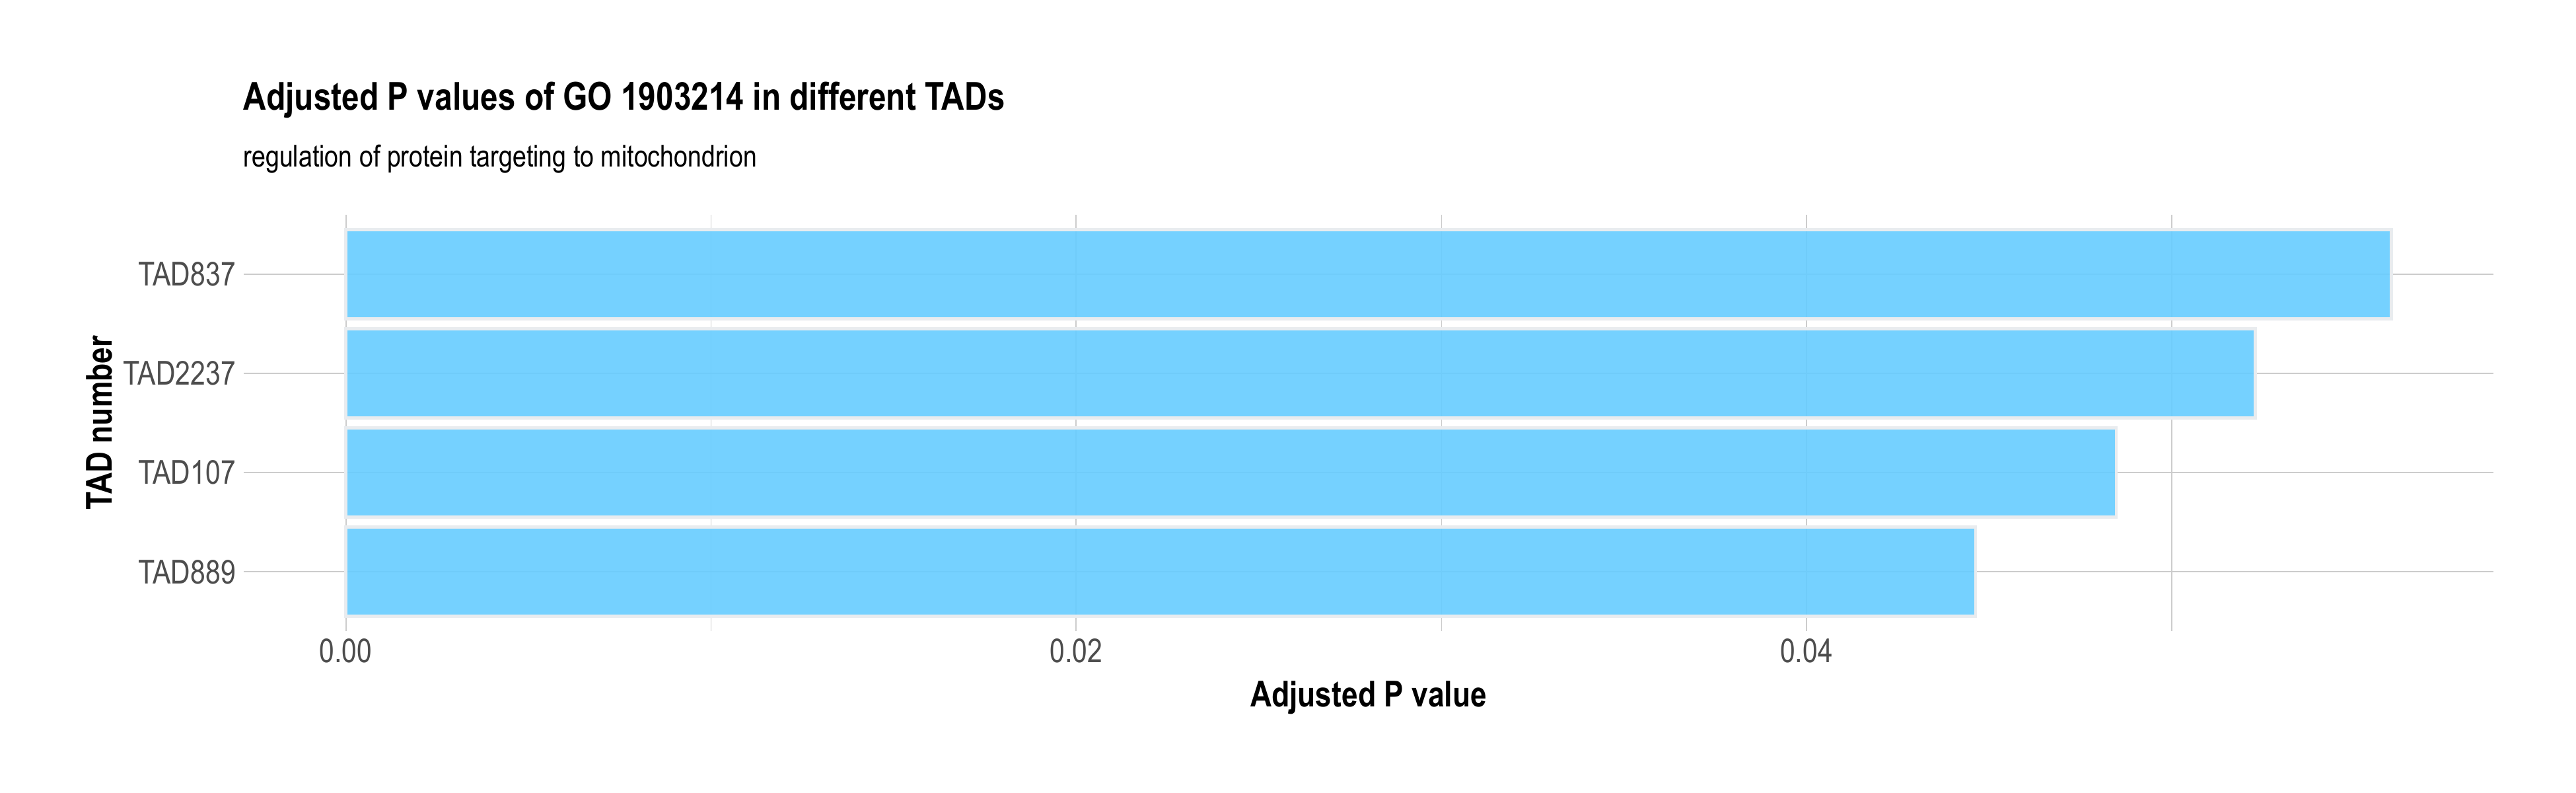 Adjusted P values of GO 1903214 in different TADs
regulation of protein targeting to mitochondrion
TAD number
TAD837
TAD2237
TAD107
TAD889
0.00 0.02 0.04
Adjusted P value